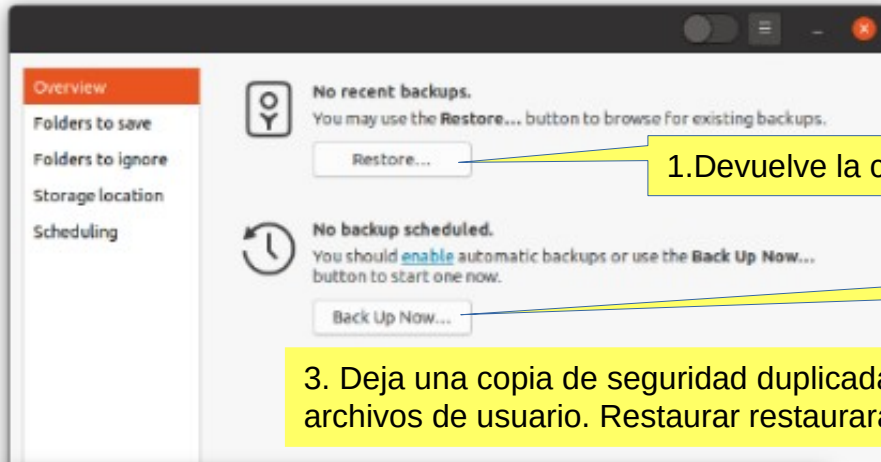 Overview
Folders to save
Folders to ignore
Storage location
Scheduling
No recent backups.
You may use the Restore... button to browse for existing backups.
Restore...
1.Devuelve la c
No backup scheduled.
You should enable automatic backups or use the Back Up Now...
button to start one now.
Back Up Now...
3. Deja una copia de seguridad duplicada
archivos de usuario. Restaurar restaurará